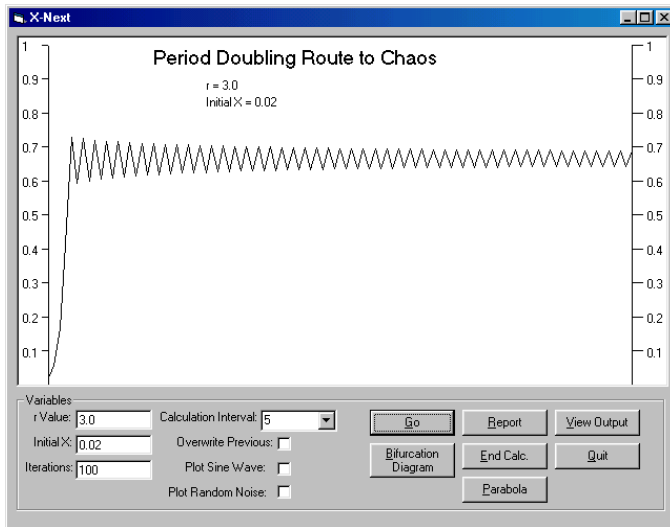 X-Next
Period Doubling Route to Chaos
r = 3.0
Initial X = 0.02
1
0.9
0.8
0.7
0.6
0.5
0.4
0.3
0.2
0.1
1
0.9
0.8
0.7
0.6
0.5
0.4
0.3
0.2
0.1
Variables
r Value: 3.0
Initial X: 0.02
Iterations: 100
Calculation Interval: 5
Overwrite Previous:
Plot Sine Wave:
Plot Random Noise:
Go
Report
View Output
Bifurcation
Diagram
End Calc.
Quit
Parabola